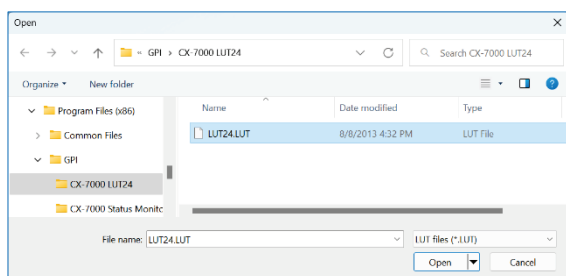 Open
« GPI › CX-7000 LUT24
Search CX-7000 LUT24
Organize New folder
Name Date modified Type
Program Files (x86)
LUT24.LUT 8/8/2013 4:32 PM LUT File
Common Files
GPI
CX-7000 LUT24
CX-7000 Status Monitc
File name: LUT24.LUT LUT files (*.LUT)
Open Cancel